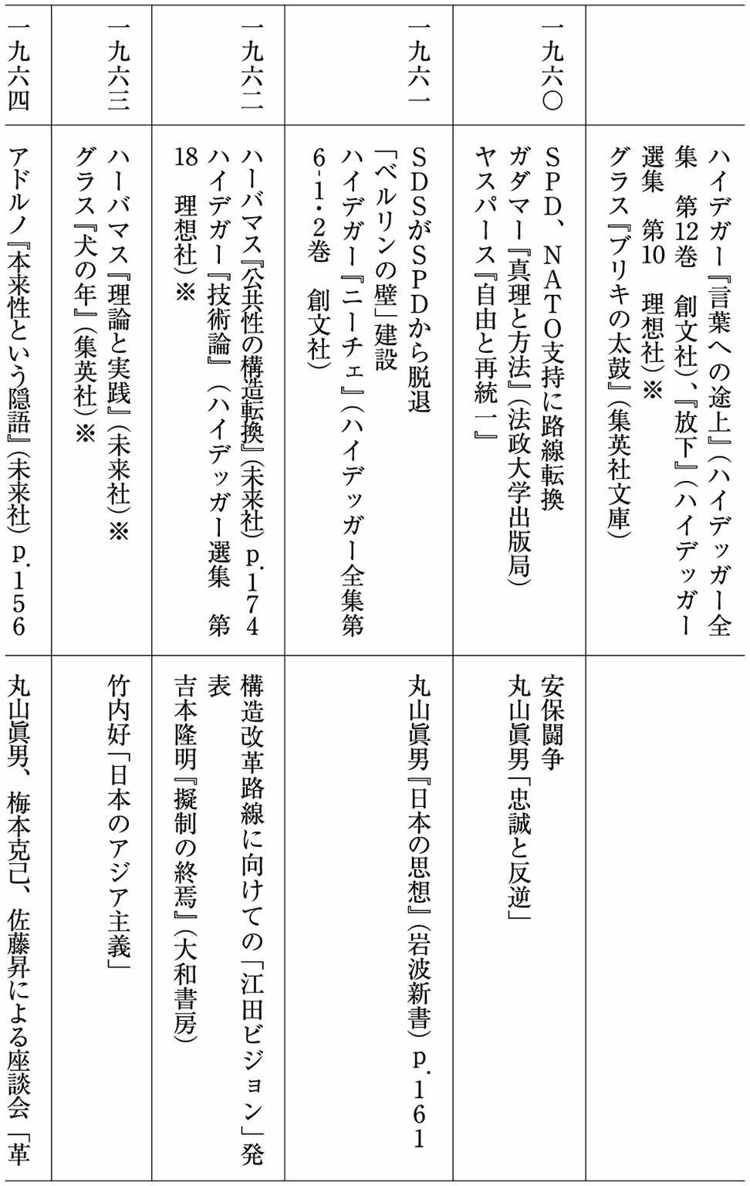 ハイデガー『言葉への途上』(ハイデッガー全
集　第12巻　創文社)、『放下』(ハイデッガー
選集　第10　理想社)※
グラス『ブリキの太鼓』(集英社文庫)
一九六〇
SPD、NATO支持に路線転換
ガダマー『真理と方法』(法政大学出版局)
ヤスパース『自由と再統一』
安保闘争
丸山眞男「忠誠と反逆」
一九六一
SDSがSPDから脱退
「ベルリンの壁」建設
ハイデガー『ニーチェ』(ハイデッガー全集第
6-1・2巻　創文社)
丸山眞男『日本の思想』(岩波新書) p.161
一九六二
ハーバマス『公共性の構造転換』(未来社) p.174
ハイデガー『技術論』(ハイデッガー選集　第
18　理想社)※
構造改革路線に向けての「江田ビジョン」発
表
吉本隆明『擬制の終焉』(大和書房)
一九六三
ハーバマス『理論と実践』(未来社)※
グラス『犬の年』(集英社)※
竹内好「日本のアジア主義」
一九六四
アドルノ『本来性という隠語』(未来社) p.156
丸山眞男、梅本克己、佐藤昇による座談会「革